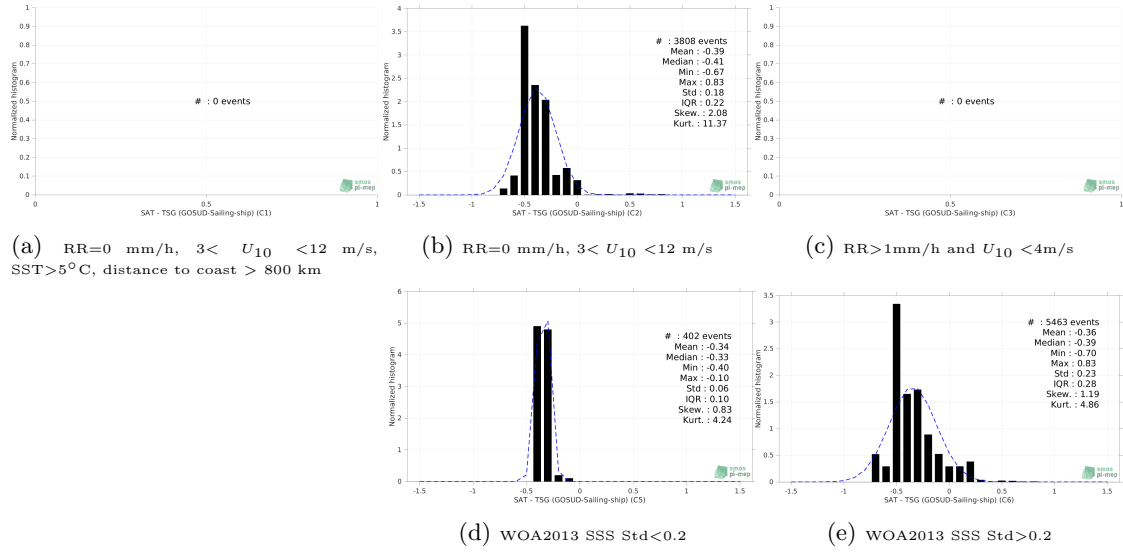 1
0.9
0.8
0.7
0.6
0.5
0.4
0.3
0.2
0.1
0
Normalized histogram
# : 0 events
smos
pi-mep
0 0.5 1
SAT - TSG (GOSUD-Sailing-ship) (C1)
(a) RR=0 mm/h, 3< U10 <12 m/s,
SST>5°C, distance to coast > 800 km
4
3.5
3
2.5
2
1.5
1
0.5
0
Normalized histogram
# : 3808 events
Mean : -0.39
Median : -0.41
Min : -0.67
Max : 0.83
Std : 0.18
IQR : 0.22
Skew. : 2.08
Kurt. : 11.37
smos
pi-mep
-1.5 -1 -0.5 0 0.5 1 1.5
SAT - TSG (GOSUD-Sailing-ship) (C2)
(b) RR=0 mm/h, 3< U10 <12 m/s
1
0.9
0.8
0.7
0.6
0.5
0.4
0.3
0.2
0.1
0
Normalized histogram
# : 0 events
smos
pi-mep
0 0.5 1
SAT - TSG (GOSUD-Sailing-ship) (C3)
(c) RR>1mm/h and U10 <4m/s
6
5
4
3
2
1
0
Normalized histogram
# : 402 events
Mean : -0.34
Median : -0.33
Min : -0.40
Max : -0.10
Std : 0.06
IQR : 0.10
Skew. : 0.83
Kurt. : 4.24
smos
pi-mep
-1.5 -1 -0.5 0 0.5 1 1.5
SAT - TSG (GOSUD-Sailing-ship) (C5)
(d) WOA2013 SSS Std<0.2
3.5
3
2.5
2
1.5
1
0.5
0
Normalized histogram
# : 5463 events
Mean : -0.36
Median : -0.39
Min : -0.70
Max : 0.83
Std : 0.23
IQR : 0.28
Skew. : 1.19
Kurt. : 4.86
smos
pi-mep
-1.5 -1 -0.5 0 0.5 1 1.5
SAT - TSG (GOSUD-Sailing-ship) (C6)
(e) WOA2013 SSS Std>0.2